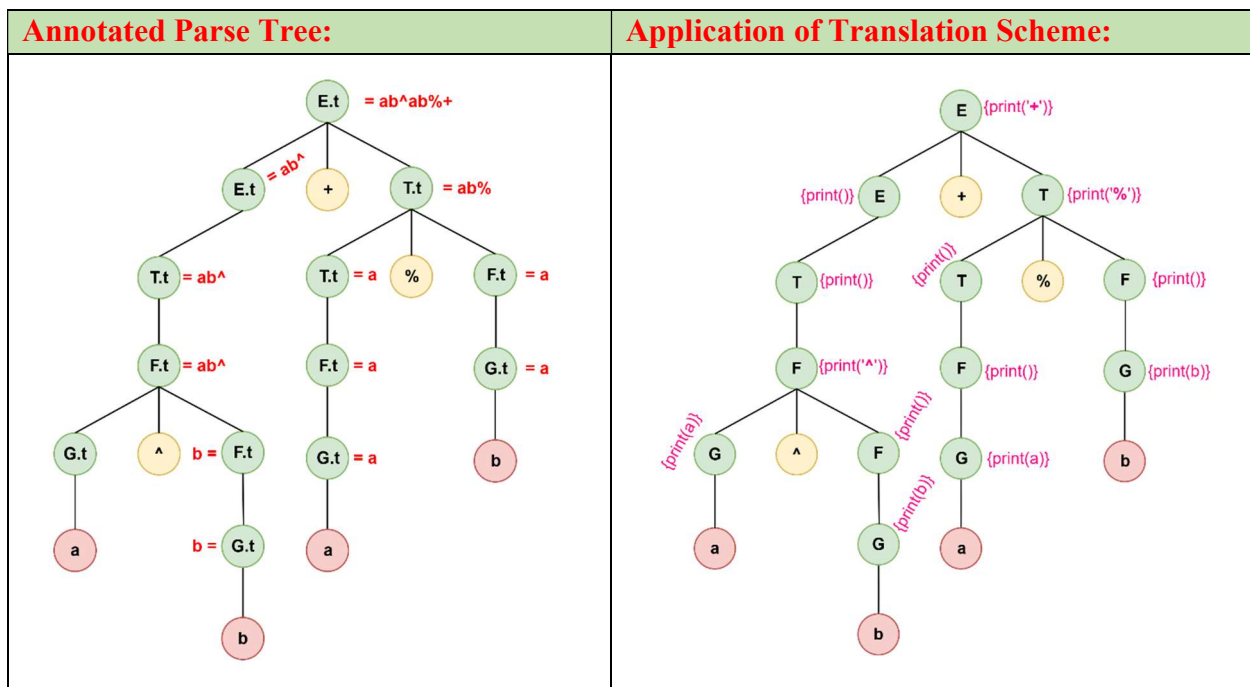 Annotated Parse Tree:
E.t = ab^ab%+
E.t = ab^ + T.t = ab%
T.t = ab^ T.t = a % F.t = a
F.t = ab^ F.t = a G.t = a
G.t ^ b = F.t G.t = a b
a b = G.t a
b
Application of Translation Scheme:
E {print('+')}
{print()} E + T {print('%')}
T {print()} {print()} T % F {print()}
F {print('^')} F {print()} G {print(b)}
{print(a)} G ^ F {print()} G {print(a)} b
a G {print(b)} a
b